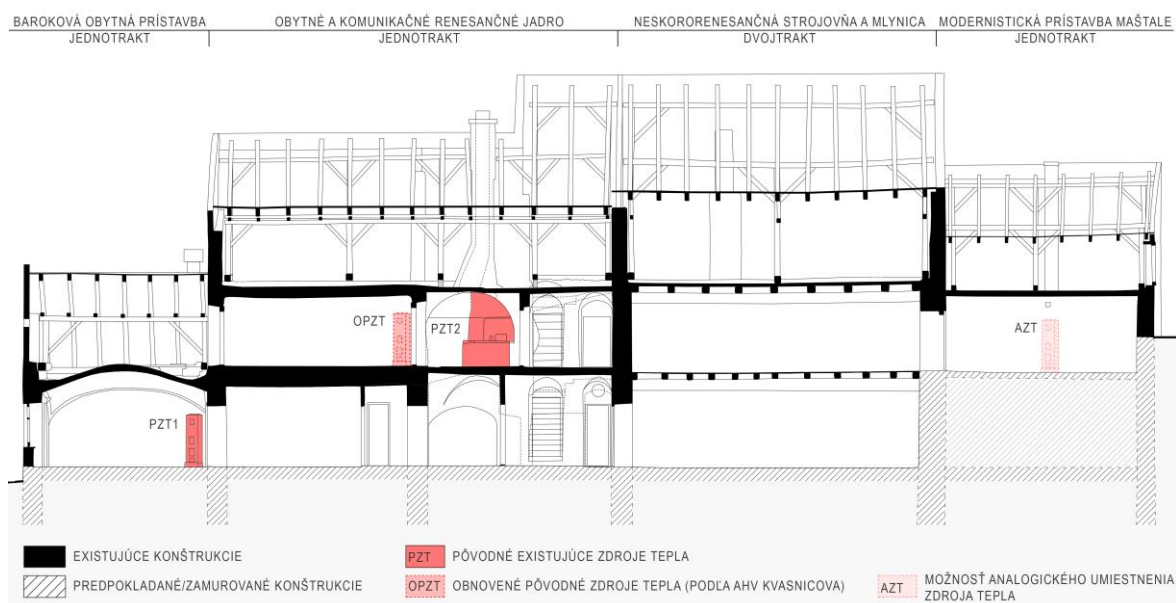 BAROKOVÁ OBYTNÁ PRÍSTAVBA
JEDNOTRAKT
OBYTNÉ A KOMUNIKAČNÉ RENESANČNÉ JADRO
JEDNOTRAKT
NESKORORENESANČNÁ STROJOVŇA A MLYNICA
DVOJTRAKT
MODERNISTICKÁ PRÍSTAVBA MAŠTALE
JEDNOTRAKT
OPZT
PZT2
AZT
PZT1
EXISTUJÚCE KONŠTRUKCIE
PREDPOKLADANÉ/ZAMUROVANÉ KONŠTRUKCIE
PZT PÔVODNÉ EXISTUJÚCE ZDROJE TEPLA
OPZT OBNOVENÉ PÔVODNÉ ZDROJE TEPLA (PODĽA AHV KVASNICOVA)
AZT MOŽNOSŤ ANALOGICKÉHO UMIESTNENIA
ZDROJA TEPLA